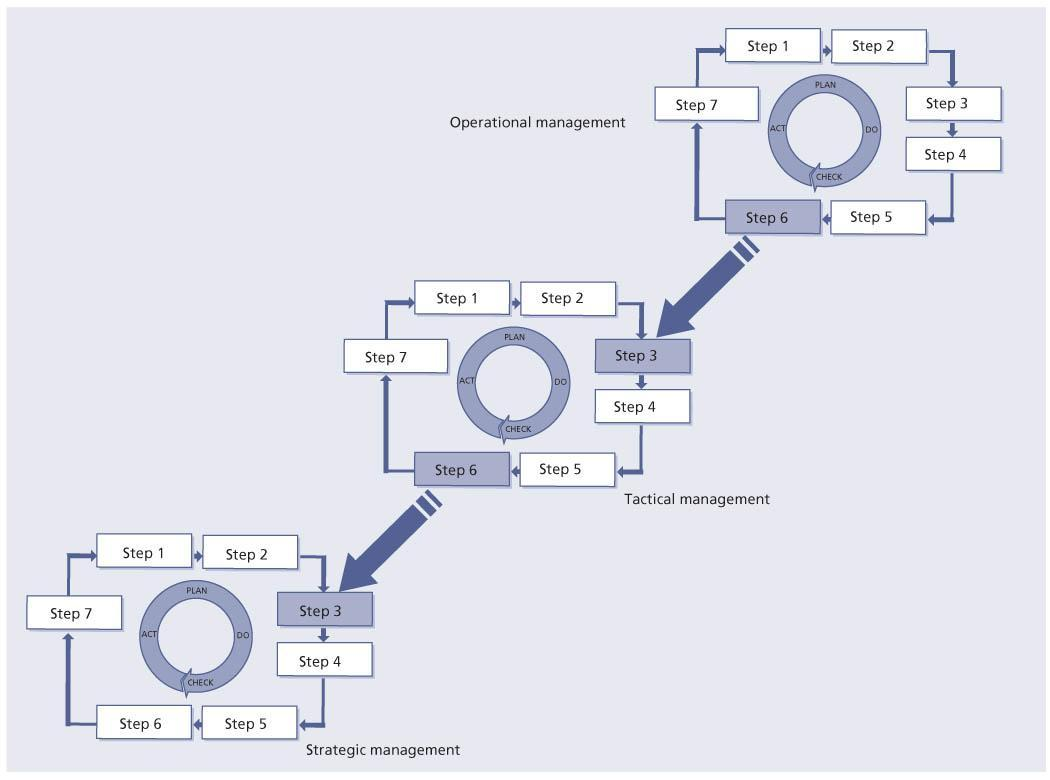 Step 1
Step 2
Step 7
PLAN
Step 3
Operational management
ACT
DO
Step 4
CHECK
Step 6
Step 5
Step 1
Step 2
PLAN
Step 7
Step 3
ACT
DO
Step 4
CHECK
Step 6
Step 5
Tactical management
Step 1
Step 2
PLAN
Step 7
Step 3
ACT
DO
Step 4
CHECK
Step 6
Step 5
Strategic management